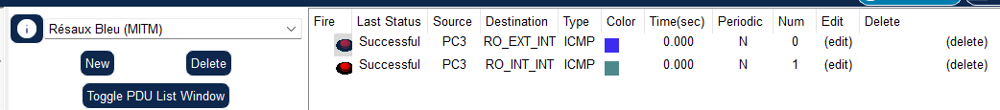 Fire Last Status Source Destination Type Color Time(sec) Periodic Num Edit Delete
i Résaux Bleu (MITM)
Successful PC3 RO_EXT_INT ICMP 0.000 N 0 (edit) (delete)
Successful PC3 RO_INT_INT ICMP 0.000 N 1 (edit) (delete)
New Delete
Toggle PDU List Window